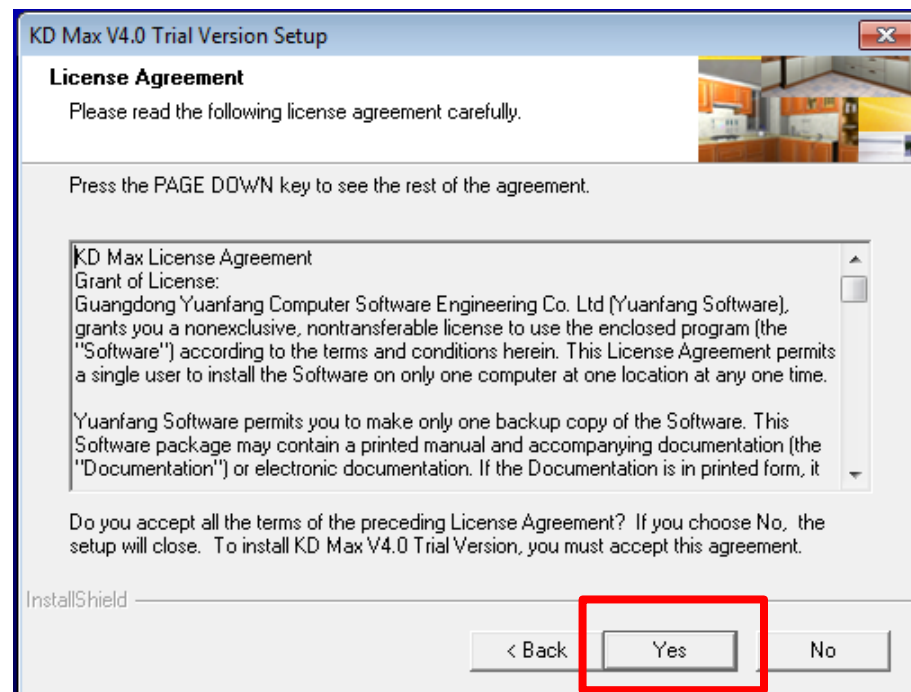 KD Max V4.0 Trial Version Setup
License Agreement
Please read the following license agreement carefully.
Press the PAGE DOWN key to see the rest of the agreement.
KD Max License Agreement
Grant of License:
Guangdong Yuanfang Computer Software Engineering Co. Ltd (Yuanfang Software),
grants you a nonexclusive, nontransferable license to use the enclosed program (the
"Software") according to the terms and conditions herein. This License Agreement permits
a single user to install the Software on only one computer at one location at any one time.
Yuanfang Software permits you to make only one backup copy of the Software. This
Software package may contain a printed manual and accompanying documentation (the
"Documentation") or electronic documentation. If the Documentation is in printed form, it
Do you accept all the terms of the preceding License Agreement? If you choose No, the
setup will close. To install KD Max V4.0 Trial Version, you must accept this agreement.
InstallShield
< Back
Yes
No